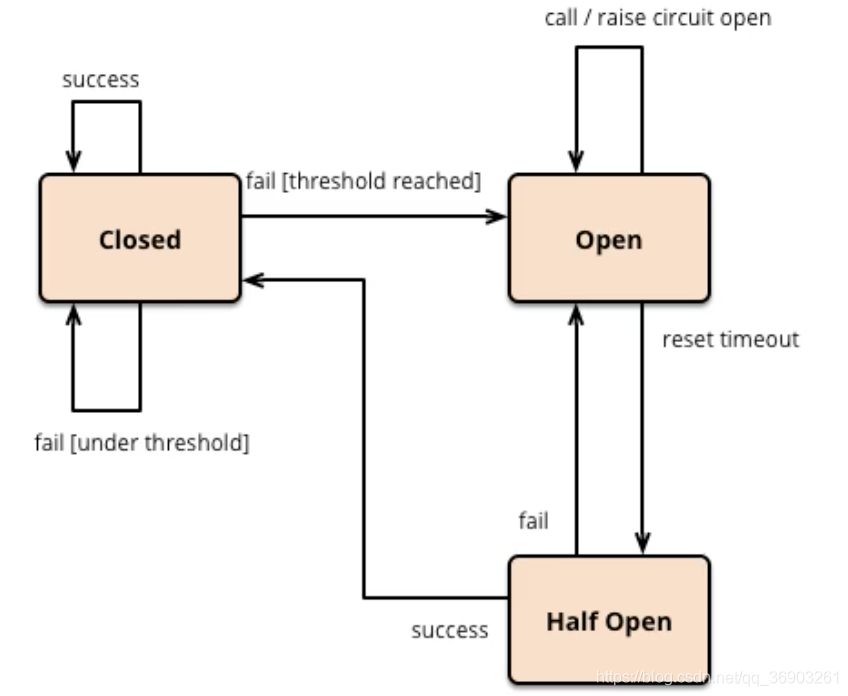 call / raise circuit open
success
fail [threshold reached]
Closed
Open
reset timeout
fail [under threshold]
fail
Half Open
success
https://blog.csdn.net/qq_36903261